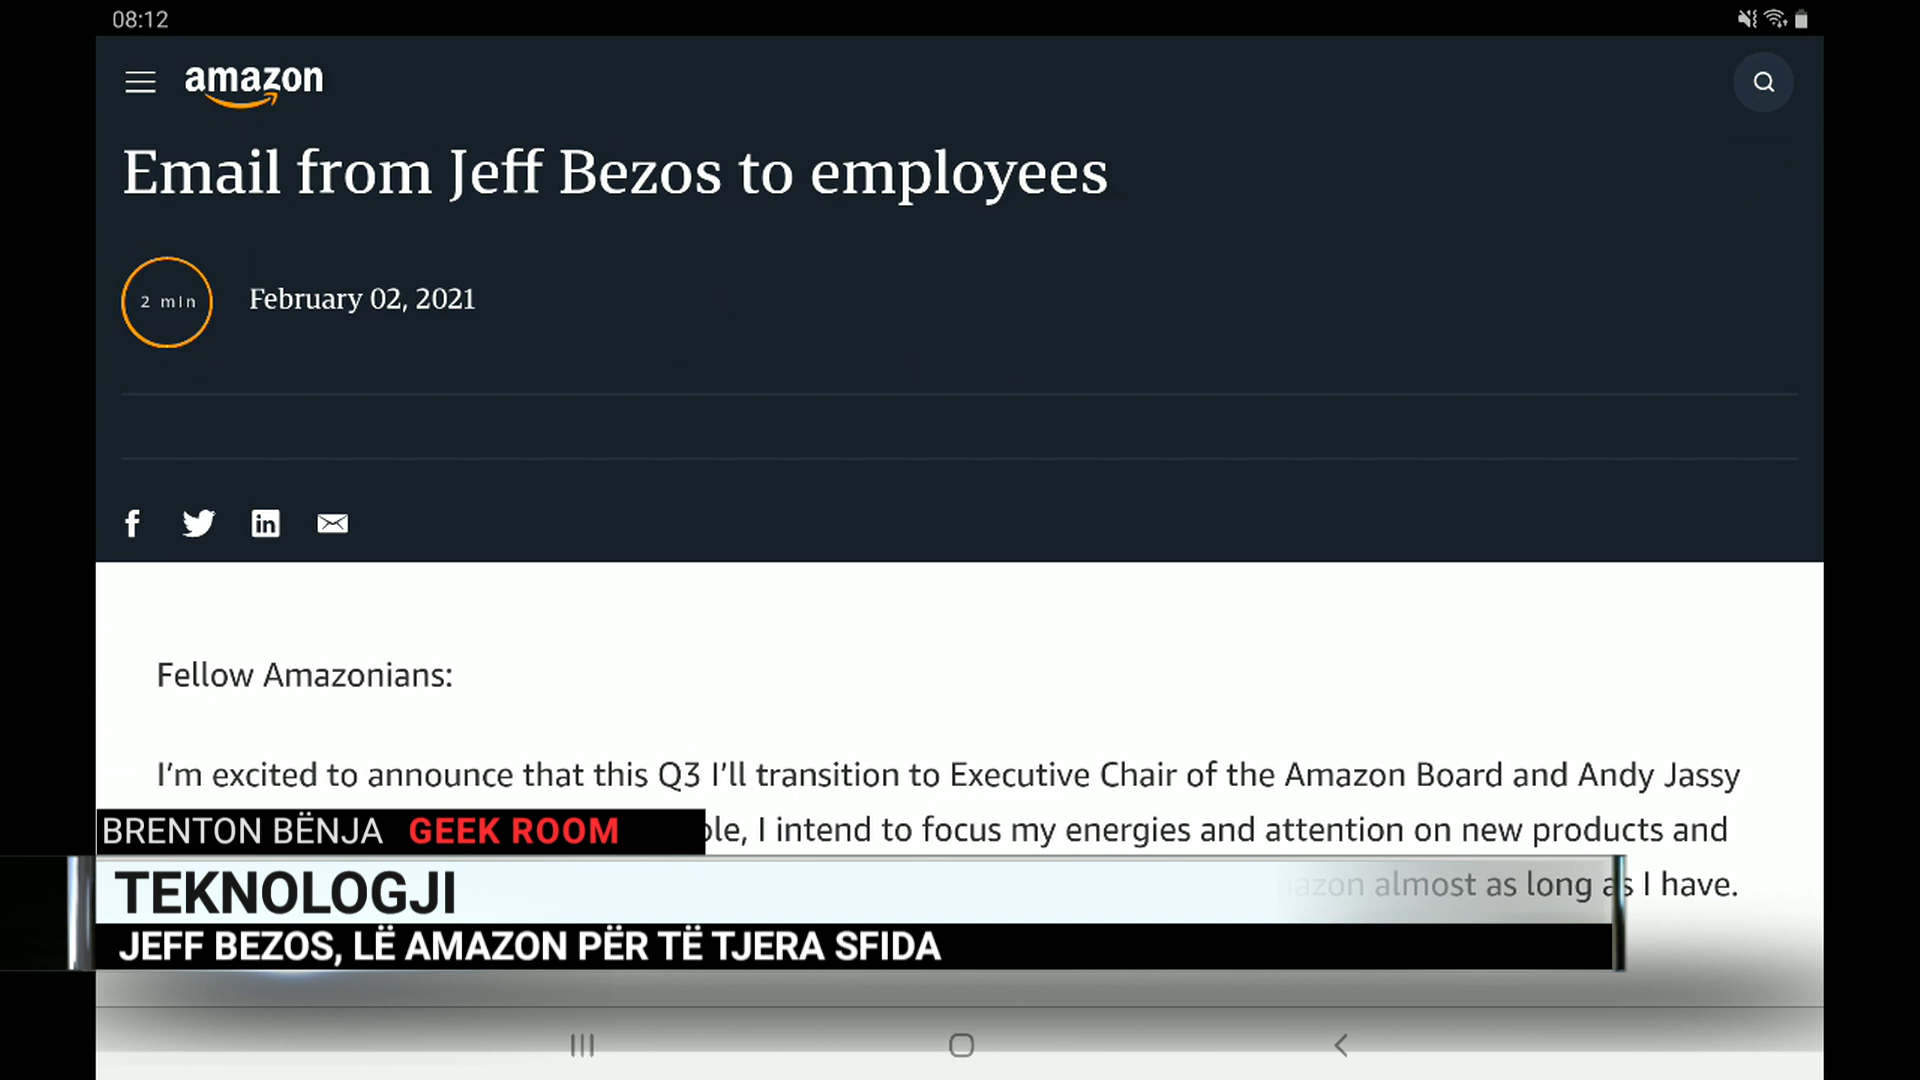 08:12
amazon
Email from Jeff Bezos to employees
2 min
February 02, 2021
f
in
Fellow Amazonians:
I'm excited to announce that this Q3 I'll transition to Executive Chair of the Amazon Board and Andy Jassy
BRENTON BËNJA GEEK ROOM
I intend to focus my energies and attention on new products and
TEKNOLOGJI
almost as long as I have.
JEFF BEZOS, LË AMAZON PËR TË TJERA SFIDA